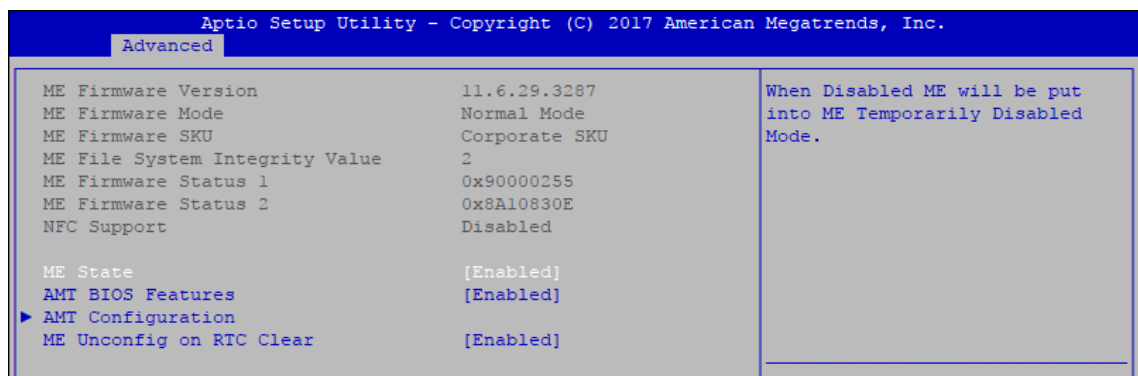 Aptio Setup Utility – Copyright (C) 2017 American Megatrends, Inc.
Advanced
ME Firmware Version 11.6.29.3287
ME Firmware Mode Normal Mode
ME Firmware SKU Corporate SKU
ME File System Integrity Value 2
ME Firmware Status 1 0x90000255
ME Firmware Status 2 0x8A10830E
NFC Support Disabled
ME State [Enabled]
AMT BIOS Features [Enabled]
► AMT Configuration
ME Unconfig on RTC Clear [Enabled]
When Disabled ME will be put
into ME Temporarily Disabled
Mode.